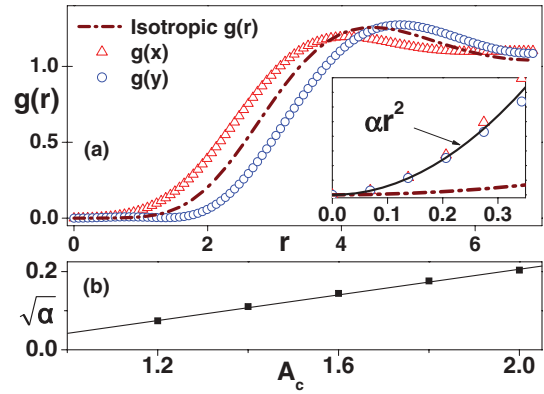 Isotropic g(r)
g(x)
g(y)
1.0
g(r)
0.5
0.0
(a)
αr²
0.0 0.1 0.2 0.3
0 2 r 4 6
(b)
0.2
√α
0.0
1.2 1.6 2.0
A_c